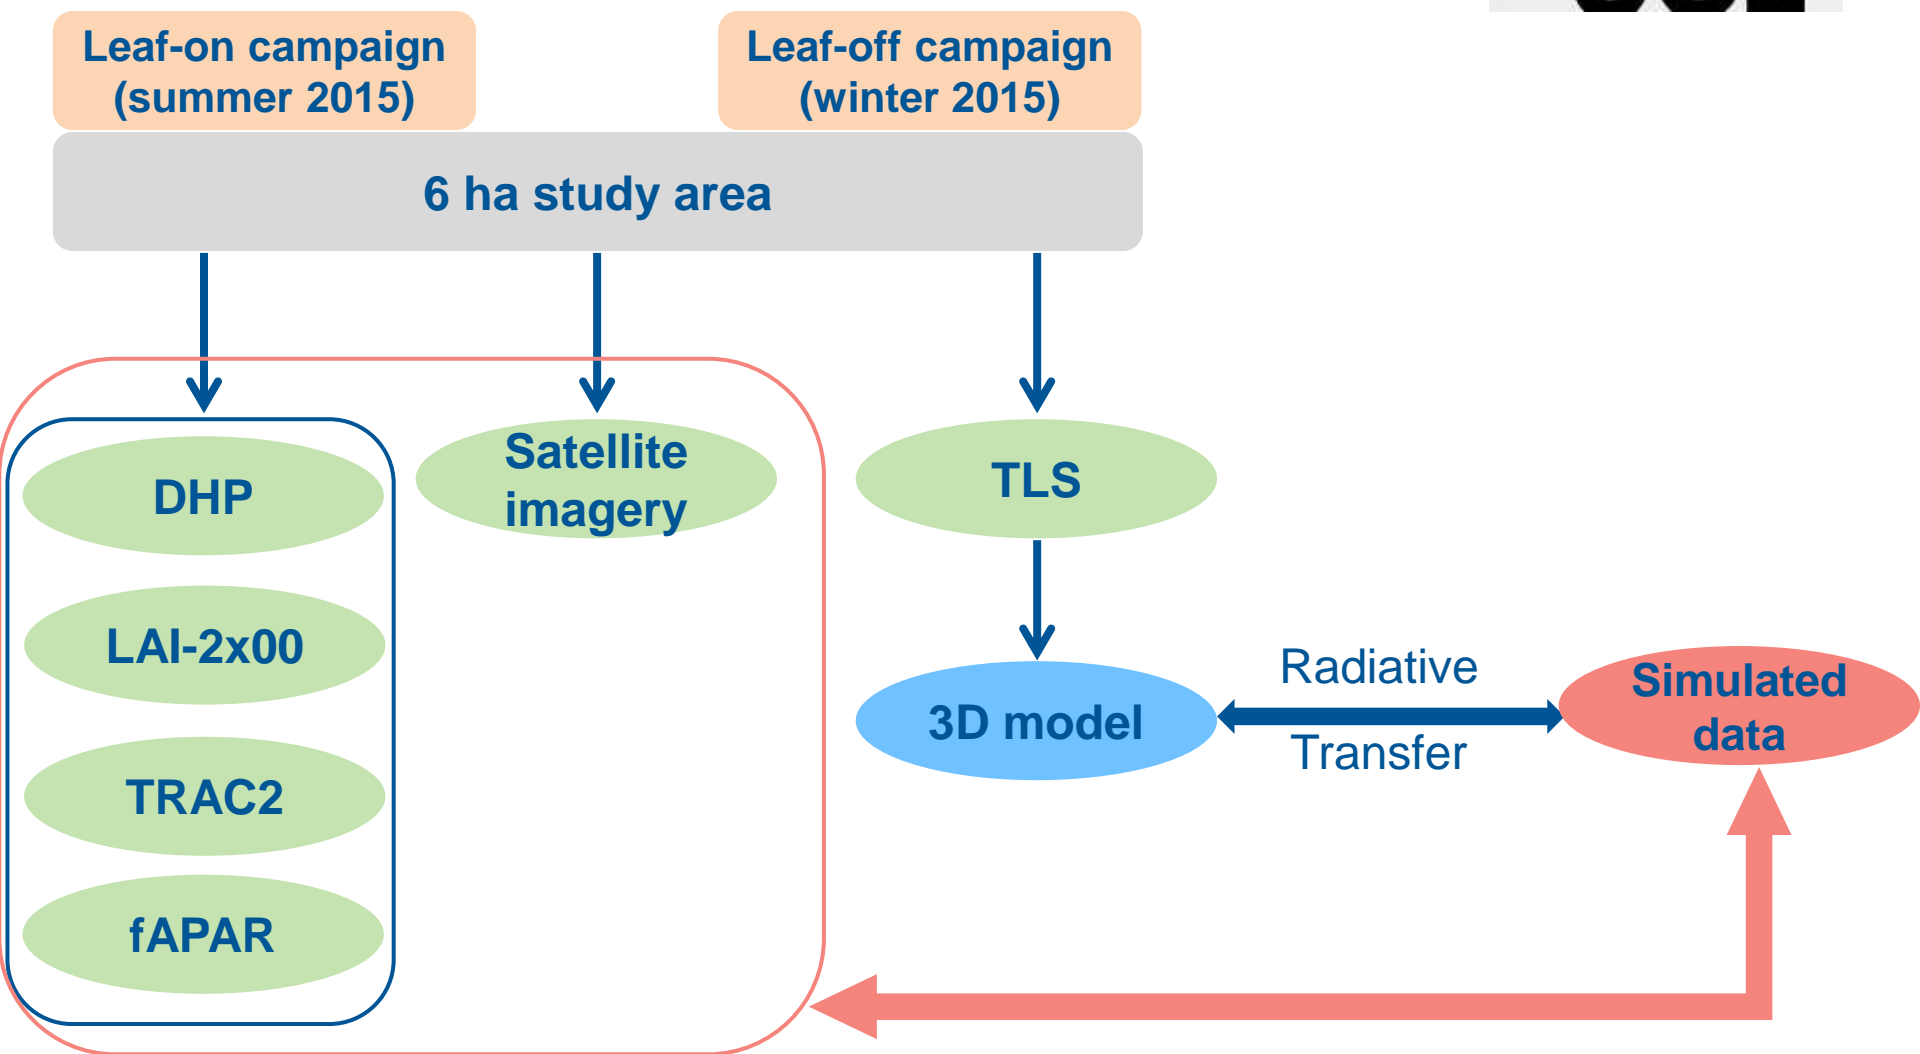 Leaf-on campaign
(summer 2015)
Leaf-off campaign
(winter 2015)
6 ha study area
DHP
LAI-2x00
TRAC2
fAPAR
Satellite
imagery
TLS
3D model
Radiative
Transfer
Simulated
data